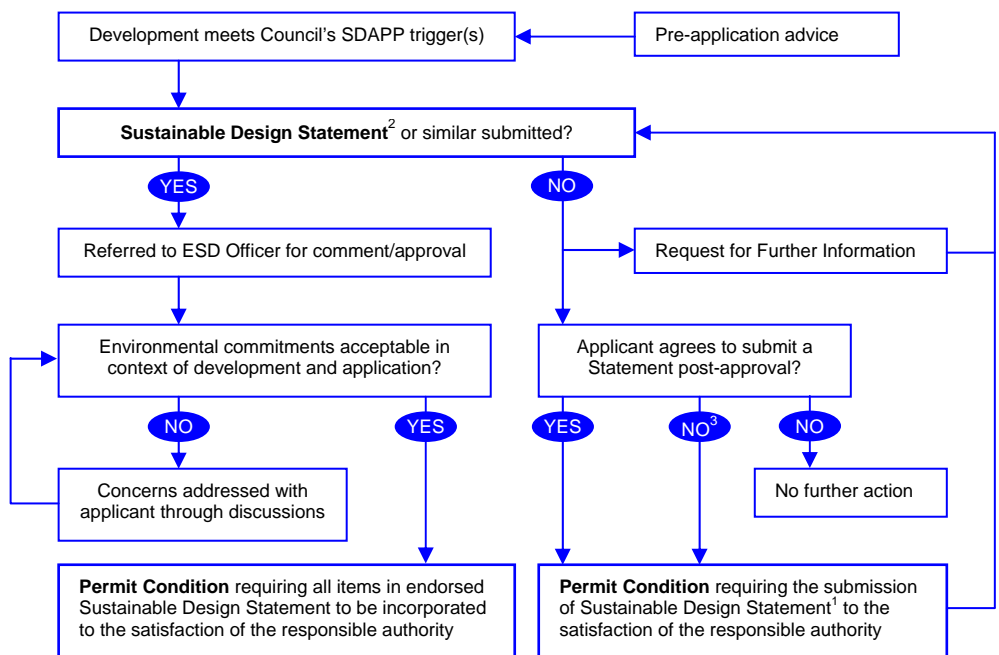 Development meets Council's SDAPP trigger(s)
Pre-application advice
Sustainable Design Statement² or similar submitted?
YES
NO
Referred to ESD Officer for comment/approval
Request for Further Information
Environmental commitments acceptable in
context of development and application?
Applicant agrees to submit a
Statement post-approval?
NO
YES
YES
NO³
NO
Concerns addressed with
applicant through discussions
No further action
Permit Condition requiring all items in endorsed
Sustainable Design Statement to be incorporated
to the satisfaction of the responsible authority
Permit Condition requiring the submission
of Sustainable Design Statement¹ to the
satisfaction of the responsible authority